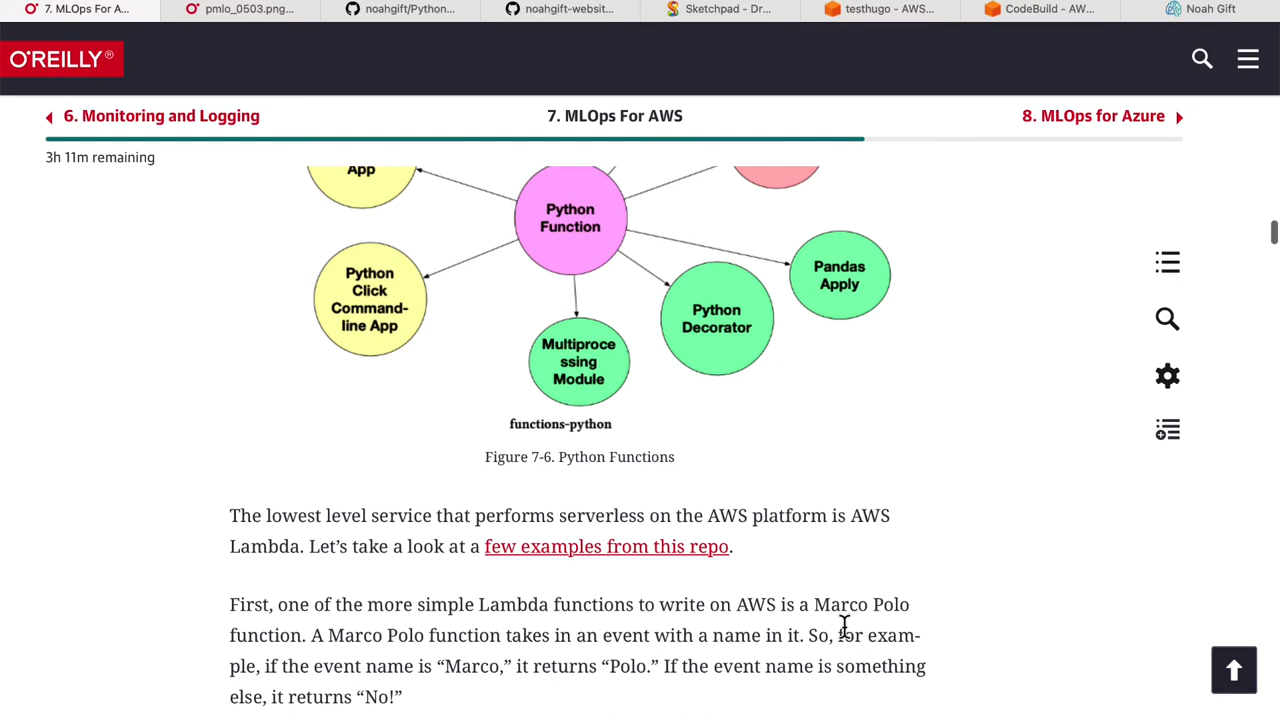 7. MLOps For A...
pmlo_0503.png...
noahgift/Python...
noahgift-websit...
Sketchpad - Dr...
testhugo - AWS...
CodeBuild - AW...
Noah Gift
O'REILLY®
6. Monitoring and Logging
7. MLOps For AWS
8. MLOps for Azure
3h 11m remaining
App
Python
Function
Python
Click
Command-
line App
Multiproce
ssing
Module
Python
Decorator
Pandas
Apply
functions-python
Figure 7-6. Python Functions
The lowest level service that performs serverless on the AWS platform is AWS
Lambda. Let’s take a look at a few examples from this repo.
First, one of the more simple Lambda functions to write on AWS is a Marco Polo
function. A Marco Polo function takes in an event with a name in it. So, for exam-
ple, if the event name is “Marco,” it returns “Polo.” If the event name is something
else, it returns “No!”